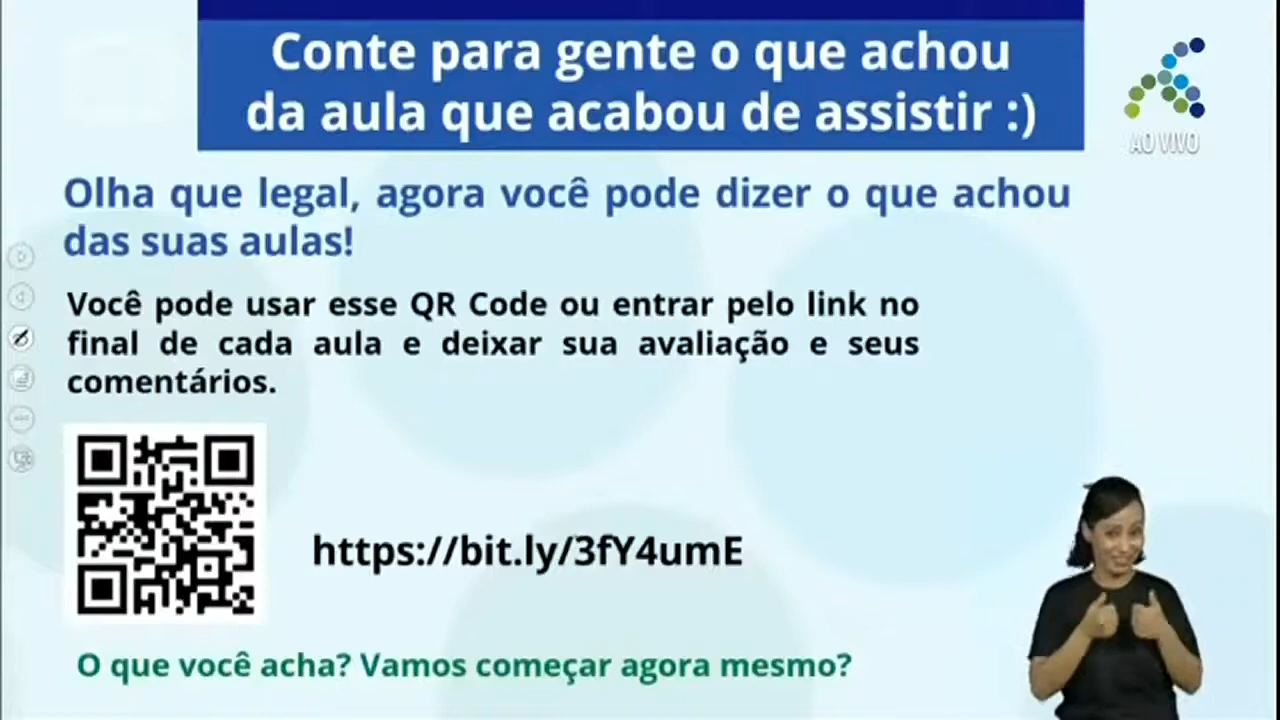 Conte para gente o que achou
da aula que acabou de assistir :)
AO VIVO
Olha que legal, agora você pode dizer o que achou
das suas aulas!
Você pode usar esse QR Code ou entrar pelo link no
final de cada aula e deixar sua avaliação e seus
comentários.
https://bit.ly/3fY4umE
O que você acha? Vamos começar agora mesmo?